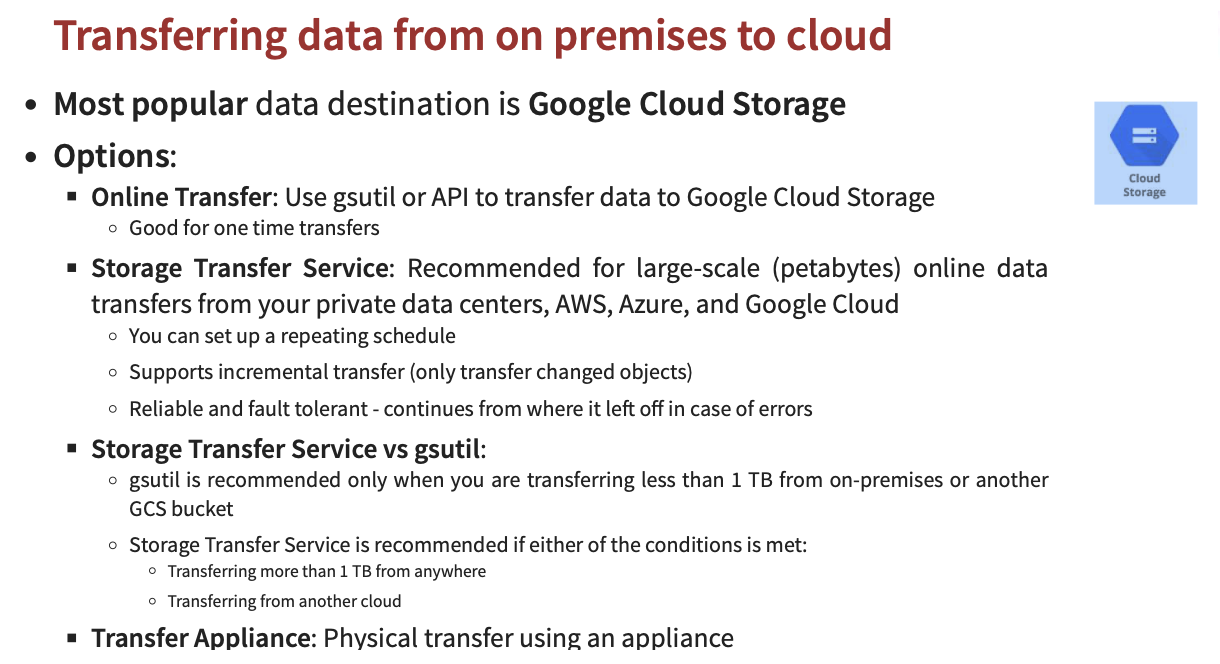 Transferring data from on premises to cloud
• Most popular data destination is Google Cloud Storage
Cloud
Storage
• Options:
▪ Online Transfer: Use gsutil or API to transfer data to Google Cloud Storage
○ Good for one time transfers
▪ Storage Transfer Service: Recommended for large-scale (petabytes) online data
transfers from your private data centers, AWS, Azure, and Google Cloud
○ You can set up a repeating schedule
○ Supports incremental transfer (only transfer changed objects)
○ Reliable and fault tolerant - continues from where it left off in case of errors
▪ Storage Transfer Service vs gsutil:
○ gsutil is recommended only when you are transferring less than 1 TB from on-premises or another
GCS bucket
○ Storage Transfer Service is recommended if either of the conditions is met:
○ Transferring more than 1 TB from anywhere
○ Transferring from another cloud
▪ Transfer Appliance: Physical transfer using an appliance